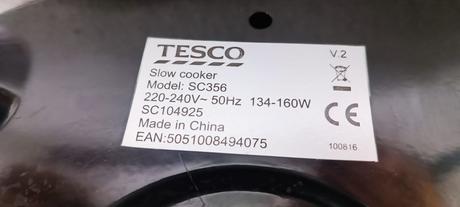 TESCO
V.2
Slow cooker
Model: SC356
220-240V~ 50Hz 134-160W
SC104925
Made in China
CE
EAN:5051008494075
100816